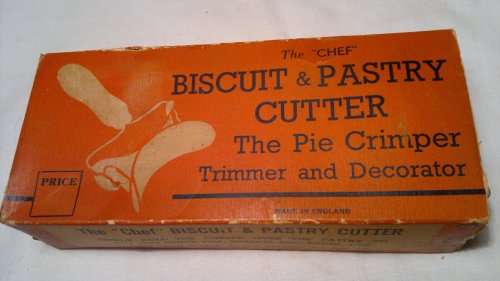 The "CHEF"
BISCUIT & PASTRY
CUTTER
The Pie Crimper
Trimmer and Decorator
PRICE
MADE IN ENGLAND
The "Chef" BISCUIT & PASTRY CUTTER